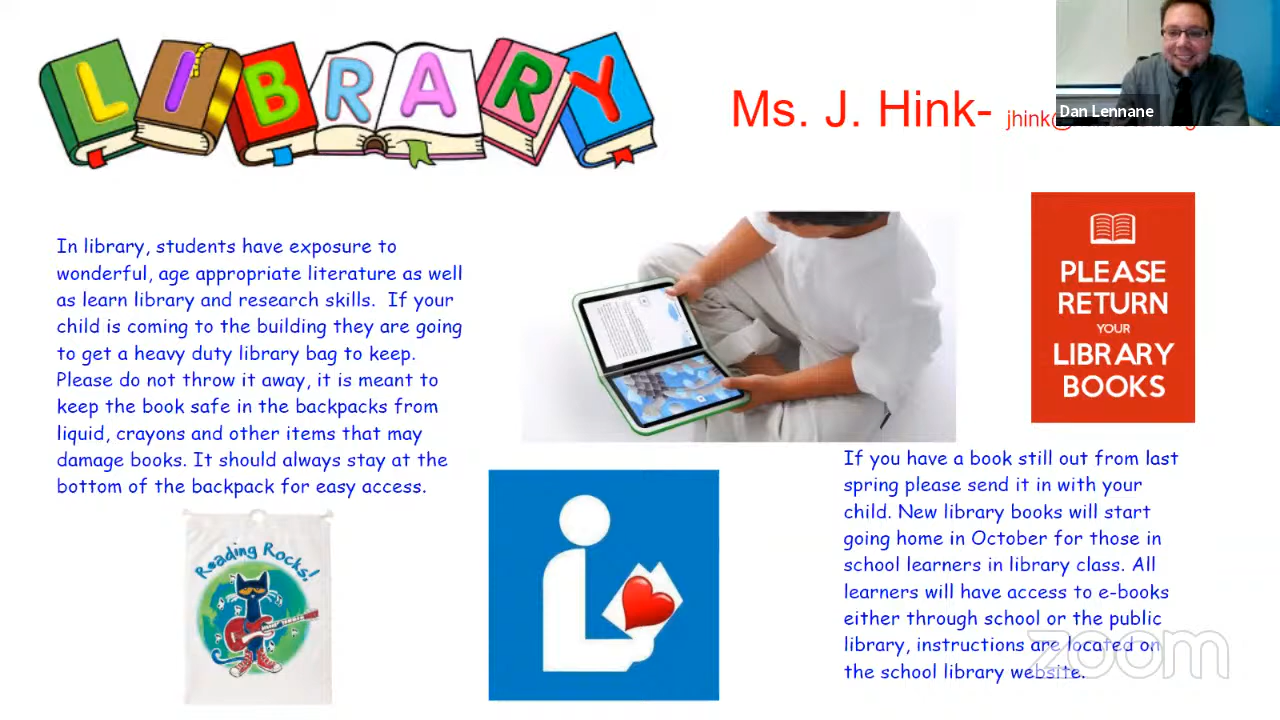 LIBRARY
Ms. J. Hink-
Dan Lennane
In library, students have exposure to
wonderful, age appropriate literature as well
as learn library and research skills. If your
child is coming to the building they are going
to get a heavy duty library bag to keep.
Please do not throw it away, it is meant to
keep the book safe in the backpacks from
liquid, crayons and other items that may
damage books. It should always stay at the
bottom of the backpack for easy access.
Reading Rocks!
PLEASE
RETURN
YOUR
LIBRARY
BOOKS
If you have a book still out from last
spring please send it in with your
child. New library books will start
going home in October for those in
school learners in library class. All
learners will have access to e-books
either through school or the public
library, instructions are located on
the school library website.
zoom